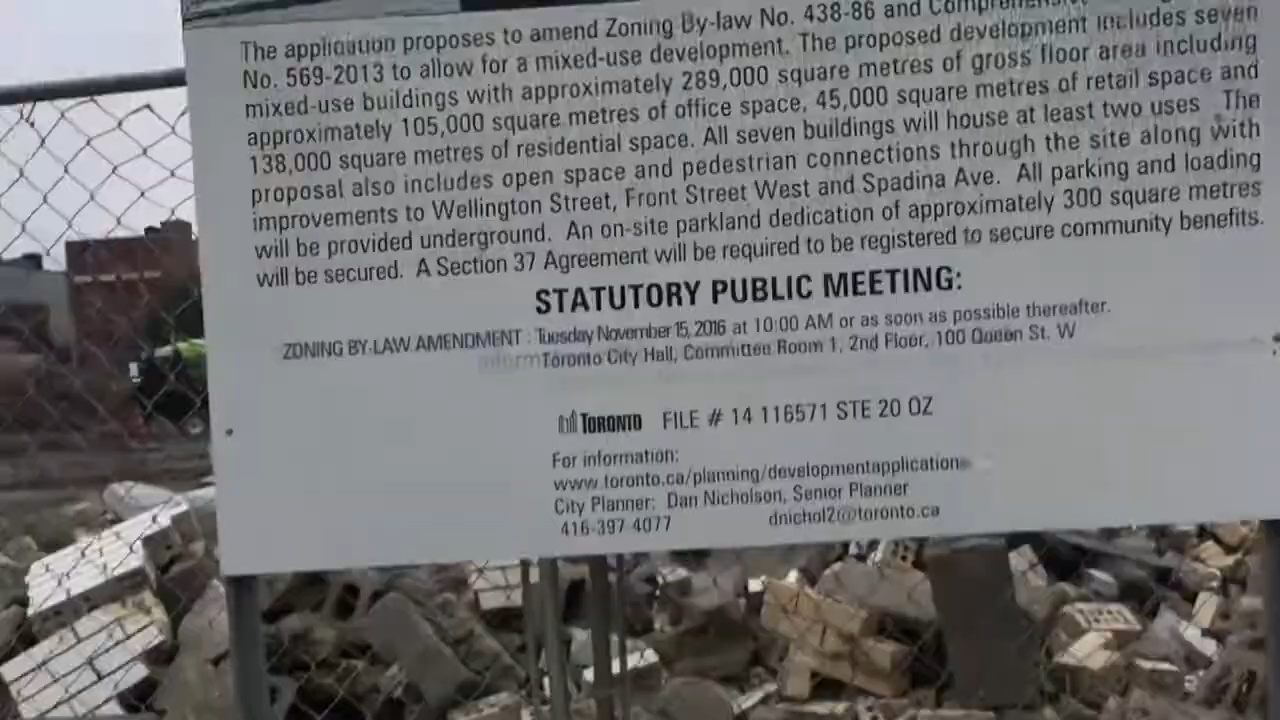 The application proposes to amend Zoning By-law No. 438-86 and
No. 569-2013 to allow for a mixed-use development. The proposed development includes seven
mixed-use buildings with approximately 289,000 square metres of gross floor area including
approximately 105,000 square metres of office space, 45,000 square metres of retail space and
138,000 square metres of residential space. All seven buildings will house at least two uses The
proposal also includes open space and pedestrian connections through the site along with
improvements to Wellington Street, Front Street West and Spadina Ave. All parking and loading
will be provided underground. An on-site parkland dedication of approximately 300 square metres
will be secured. A Section 37 Agreement will be required to be registered to secure community benefits.
STATUTORY PUBLIC MEETING:
ZONING BY-LAW AMENDMENT : Tuesday November 15, 2016 at 10:00 AM or as soon as possible thereafter.
Toronto City Hall, Committee Room 1, 2nd Floor, 100 Queen St. W
TORONTO FILE # 14 116571 STE 20 OZ
For information:
www.toronto.ca/planning/developmentapplications
City Planner: Dan Nicholson, Senior Planner
416-397-4077 dnichol2@toronto.ca